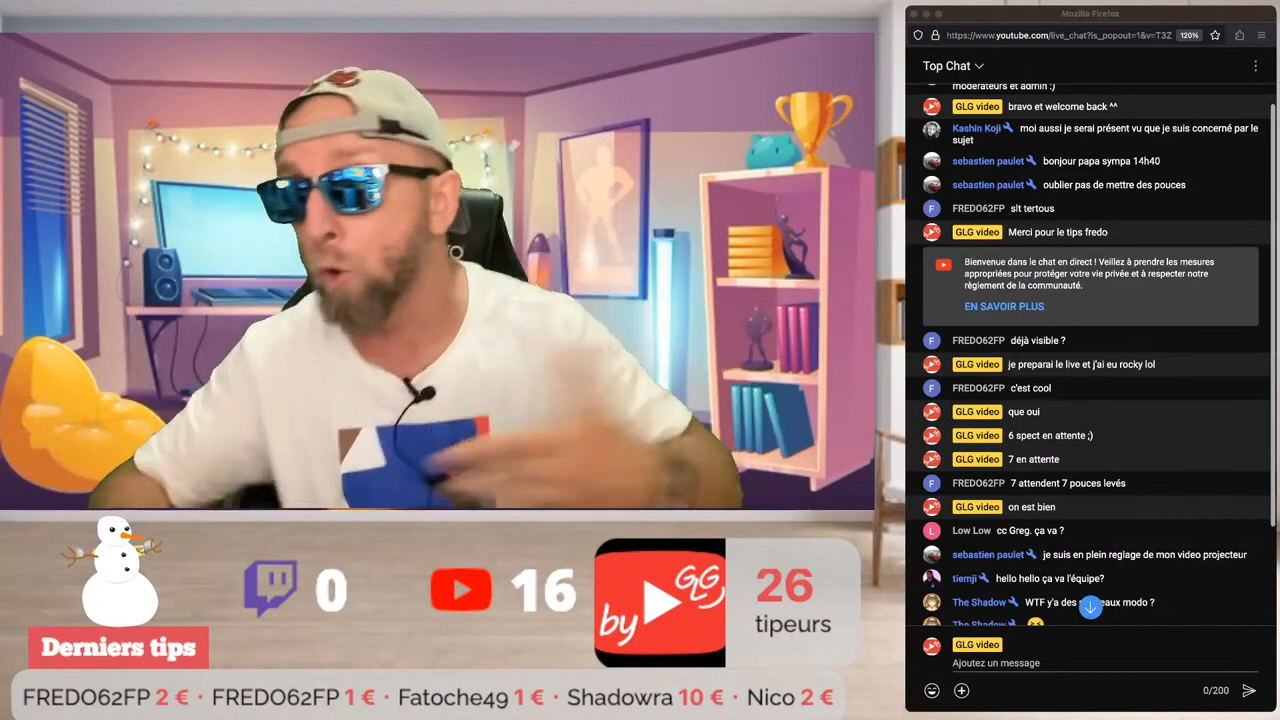 Mozilla Firefox
https://www.youtube.com/live_chat?is_popout=1&v=T3Z
120%
Top Chat
moderateurs et admin :)
GLG video bravo et welcome back ^^
Kashin Koji moi aussi je serai présent vu que je suis concerné par le
sujet
sebastien paulet bonjour papa sympa 14h40
sebastien paulet oublier pas de mettre des pouces
F FREDO62FP slt tertous
GLG video Merci pour le tips fredo
Bienvenue dans le chat en direct ! Veillez à prendre les mesures
appropriées pour protéger votre vie privée et à respecter notre
règlement de la communauté.
EN SAVOIR PLUS
F FREDO62FP déjà visible ?
GLG video je preparai le live et j'ai eu rocky lol
F FREDO62FP c'est cool
GLG video que oui
GLG video 6 spect en attente ;)
GLG video 7 en attente
F FREDO62FP 7 attendent 7 pouces levés
GLG video on est bien
L Low Low cc Greg. ça va ?
sebastien paulet je suis en plein reglage de mon video projecteur
tiemji hello hello ça va l'équipe?
The Shadow WTF y'a des modo ?
The Shadow
GLG video
Ajoutez un message
0/200
0
16
by GLG
26
tipeurs
Derniers tips
FREDO62FP 2 € · FREDO62FP 1 € · Fatoche49 1 € · Shadowra 10 € · Nico 2 €